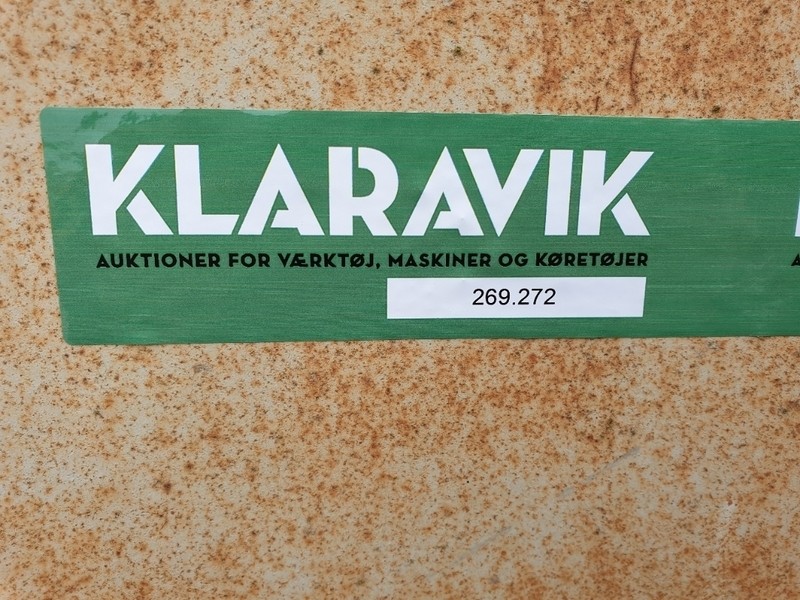 KLARAVIK
AUKTIONER FOR VÆRKTØJ, MASKINER OG KØRETØJER
269.272